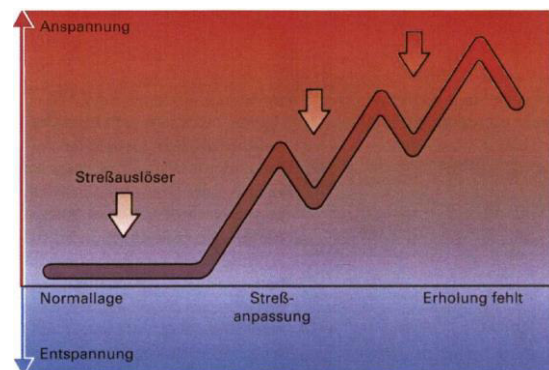 Anspannung
Streßauslöser
Normallage
Streß-
anpassung
Erholung fehlt
Entspannung